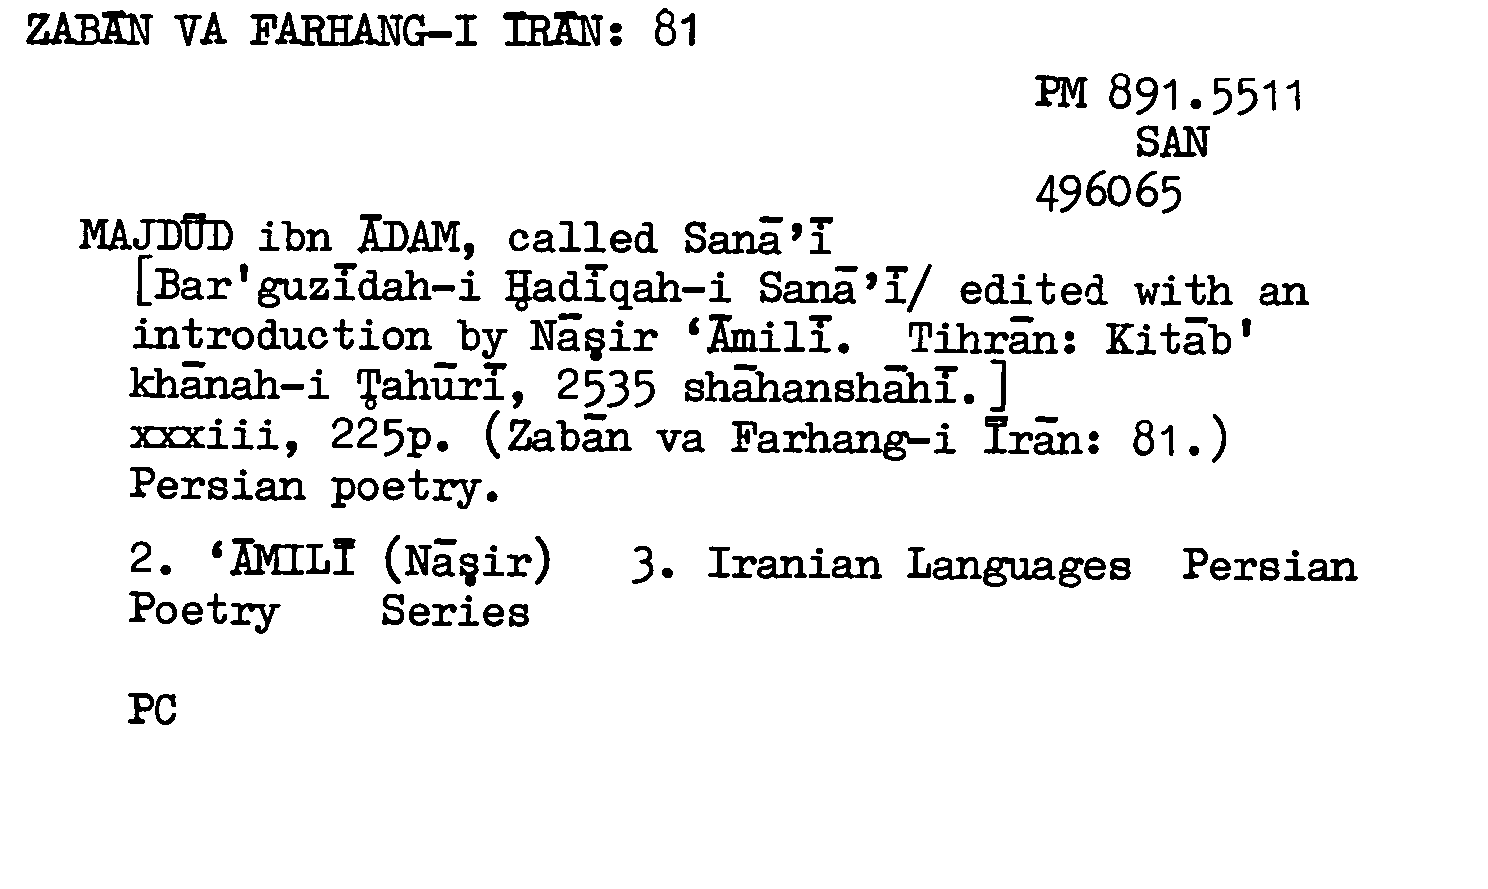 ZABĀN VA FARHANG-I ĪRĀN: 81
PM 891.5511
SAN
496065
MAJDŪD ibn ĀDAM, called Sanā’ī
[Bar'guzīdah-i Ḥadīqah-i Sanā’ī/ edited with an
introduction by Nāṣir ‘Āmilī. Tihrān: Kitāb'
khānah-i Ṭahūrī, 2535 shāhanshāhī.]
xxxiii, 225p. (Zabān va Farhang-i Īrān: 81.)
Persian poetry.
2. ‘ĀMILĪ (Nāṣir) 3. Iranian Languages Persian
Poetry Series
PC